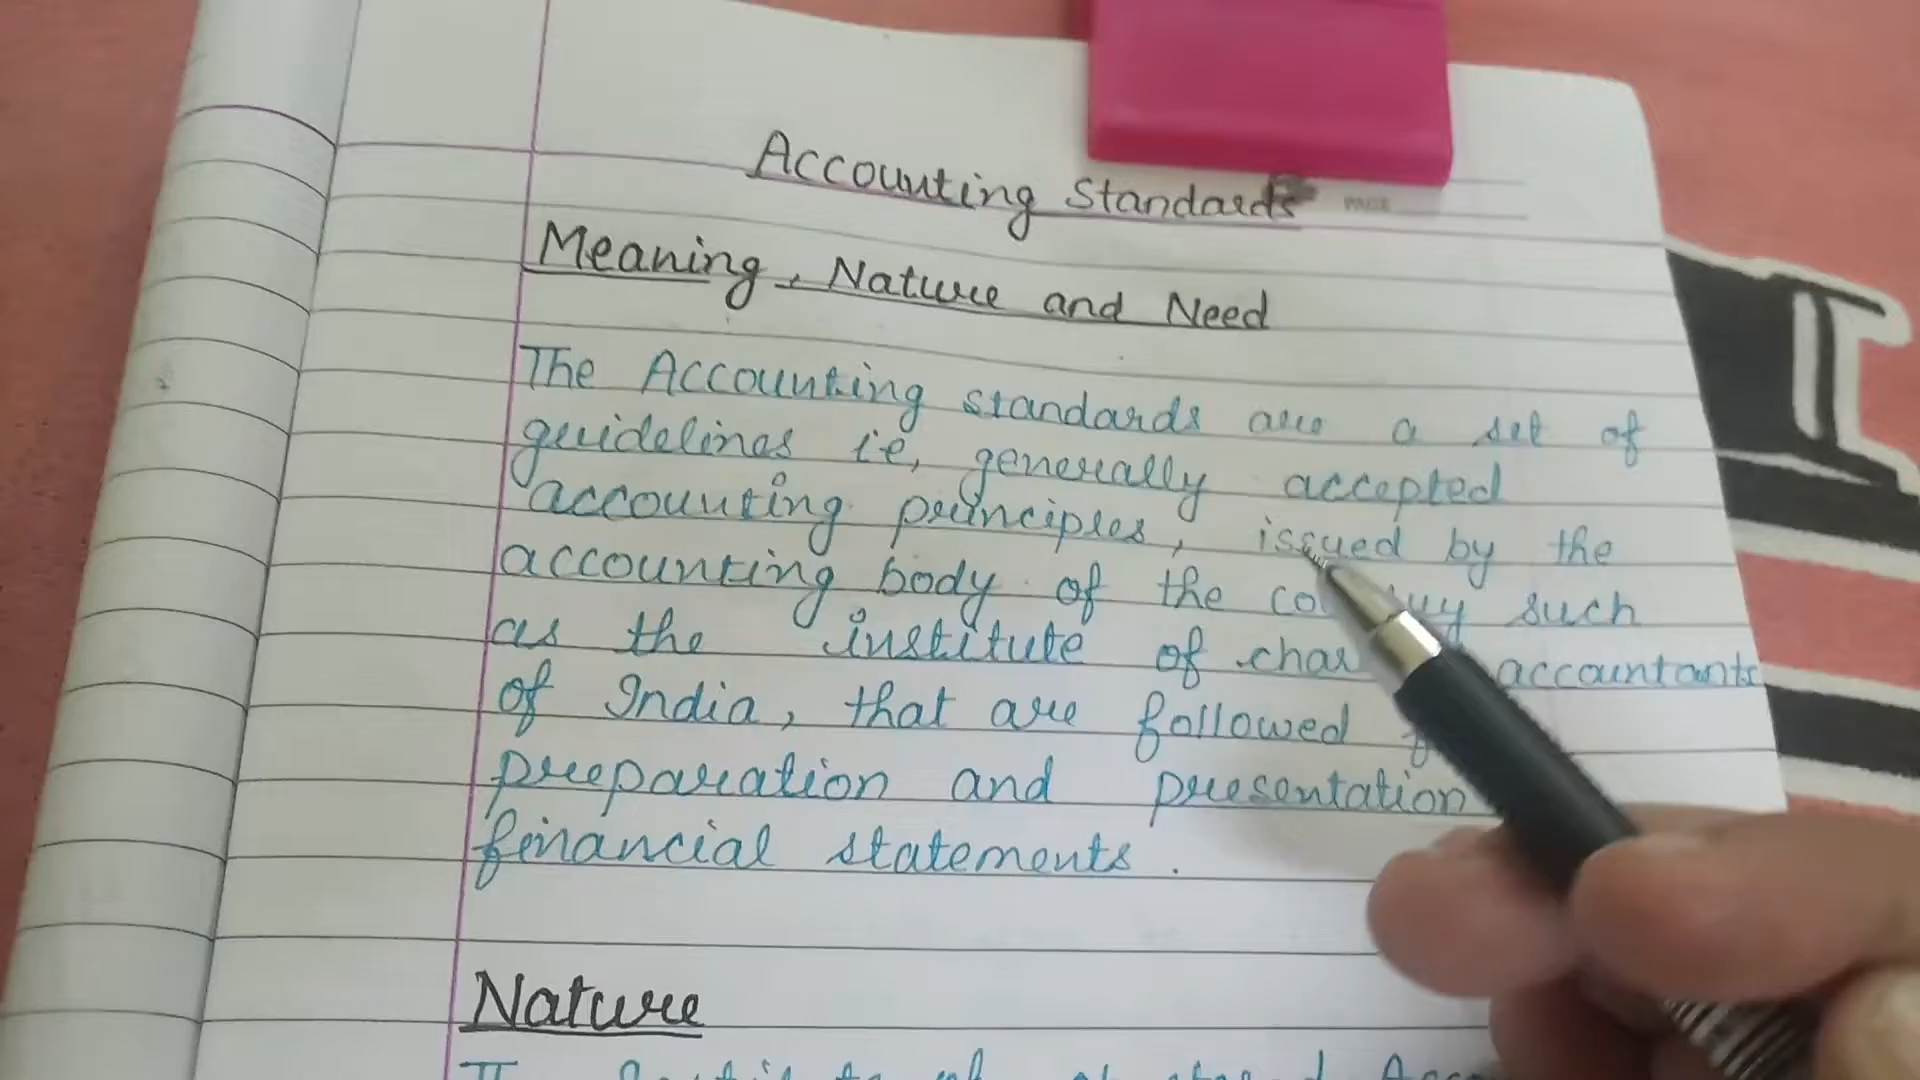 Accounting Standards
PAGE
Meaning, Nature and Need
The Accounting standards are a set of
guidelines i.e, generally accepted
accounting principles, issued by the
accounting body of the such
as the institute of accountants
of India, that are followed
preparation and presentation
financial statements.
Nature